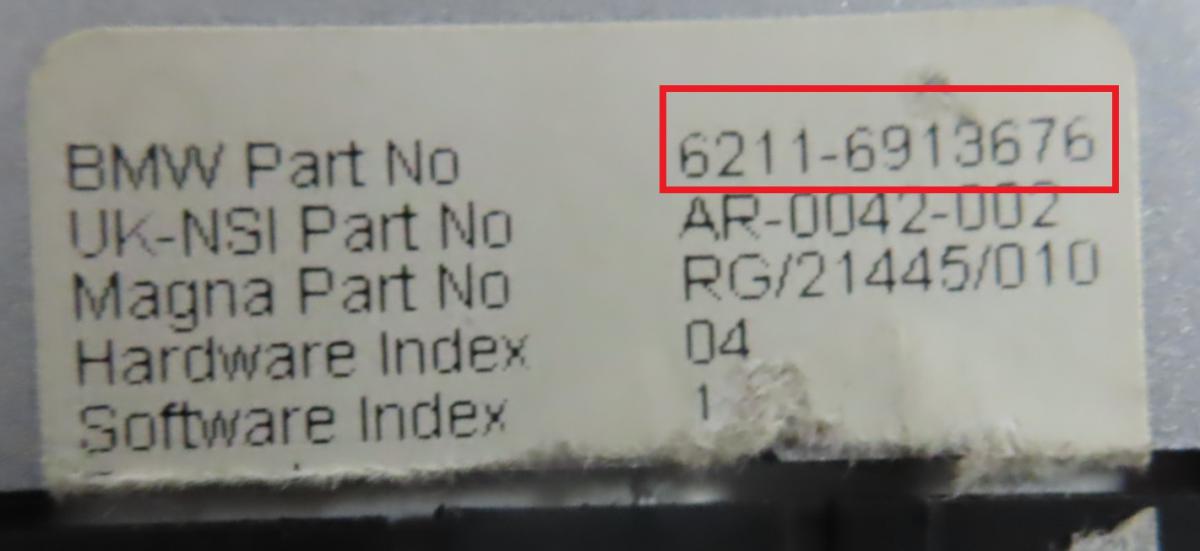 BMW Part No 6211-6913676
UK-NSI Part No AR-0042-002
Magna Part No RG/21445/010
Hardware Index 04
Software Index 1